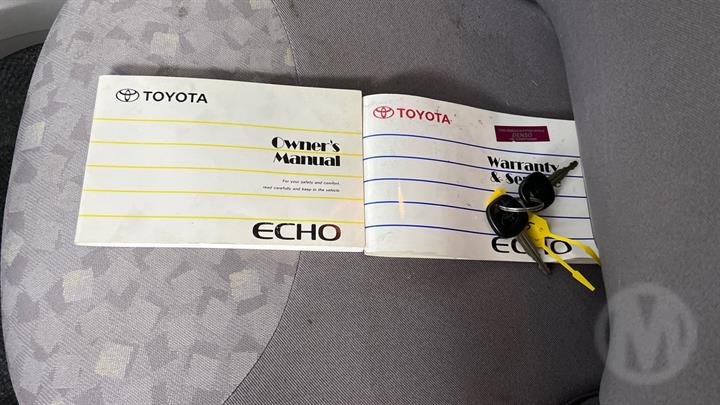 TOYOTA
Owner's
Manual
For your safety and comfort,
read carefully and keep in the vehicle.
ECHO
TOYOTA
DENSO
Warranty
& Se
ECHO
M